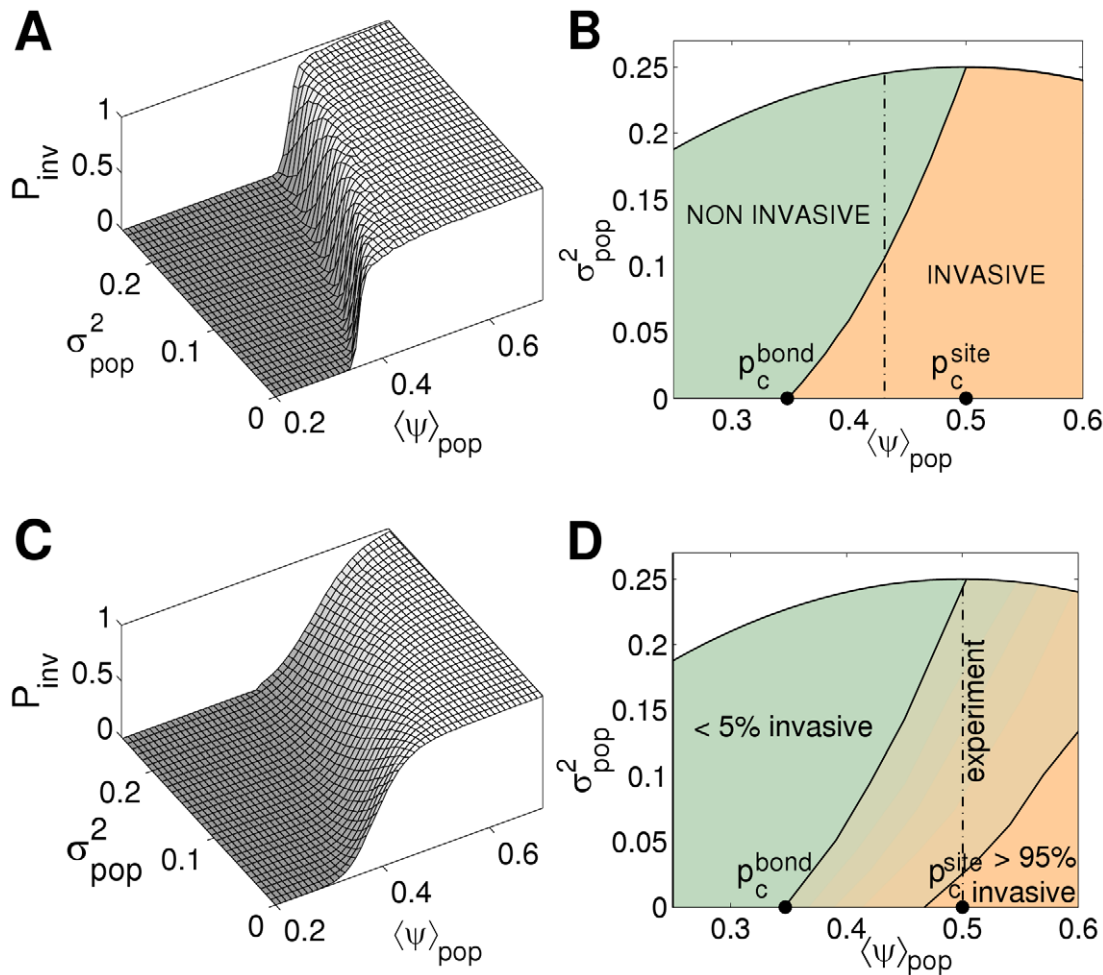 A
1
0.5
0
P_inv
0.2
0.1
0
σ²_pop
0.2
0.4
0.6
⟨ψ⟩_pop
B
0.25
0.2
0.15
0.1
0.05
0
σ²_pop
NON INVASIVE
INVASIVE
p_c^bond
p_c^site
0.3
0.4
0.5
0.6
⟨ψ⟩_pop
C
1
0.5
0
P_inv
0.2
0.1
0
σ²_pop
0.2
0.4
0.6
⟨ψ⟩_pop
D
0.25
0.2
0.15
0.1
0.05
0
σ²_pop
< 5% invasive
experiment
p_c^bond
p_c^site
> 95%
invasive
0.3
0.4
0.5
0.6
⟨ψ⟩_pop